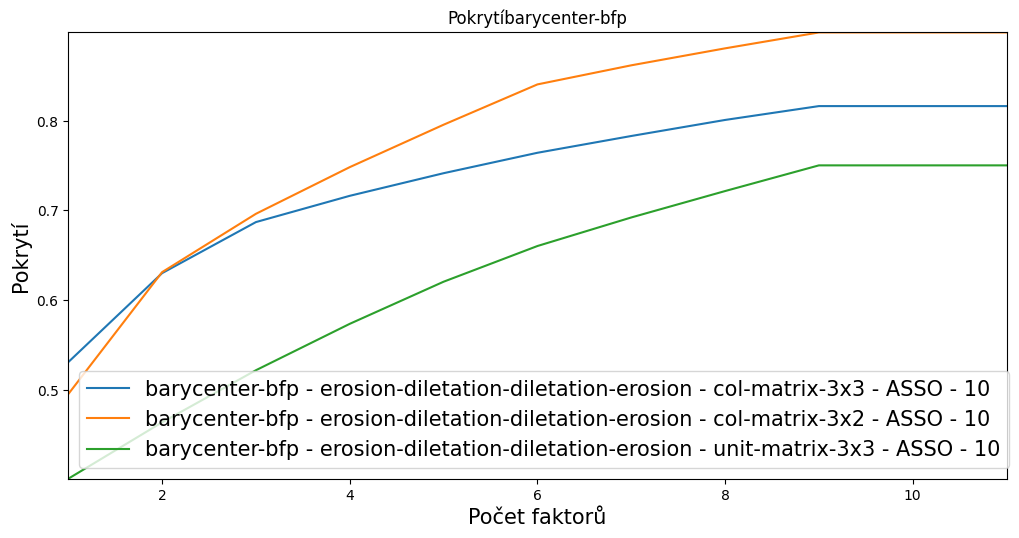 Pokrytíbarycenter-bfp
Pokrytí
0.8
0.7
0.6
0.5
barycenter-bfp - erosion-diletation-diletation-erosion - col-matrix-3x3 - ASSO - 10
barycenter-bfp - erosion-diletation-diletation-erosion - col-matrix-3x2 - ASSO - 10
barycenter-bfp - erosion-diletation-diletation-erosion - unit-matrix-3x3 - ASSO - 10
2 4 6 8 10
Počet faktorů